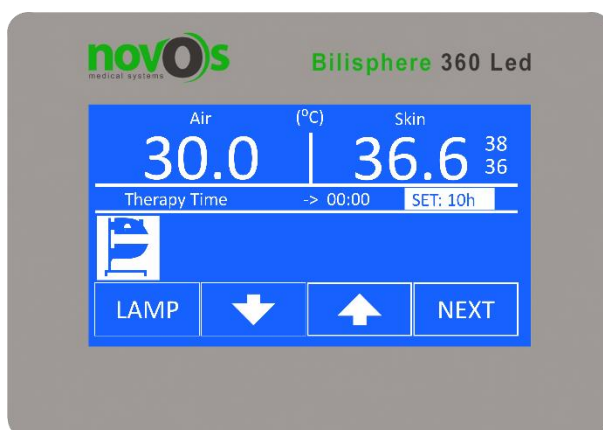 novOs
medical systems
Bilisphere 360 Led
Air (°C) Skin
30.0 36.6 38
36
Therapy Time -> 00:00 SET: 10h
LAMP NEXT